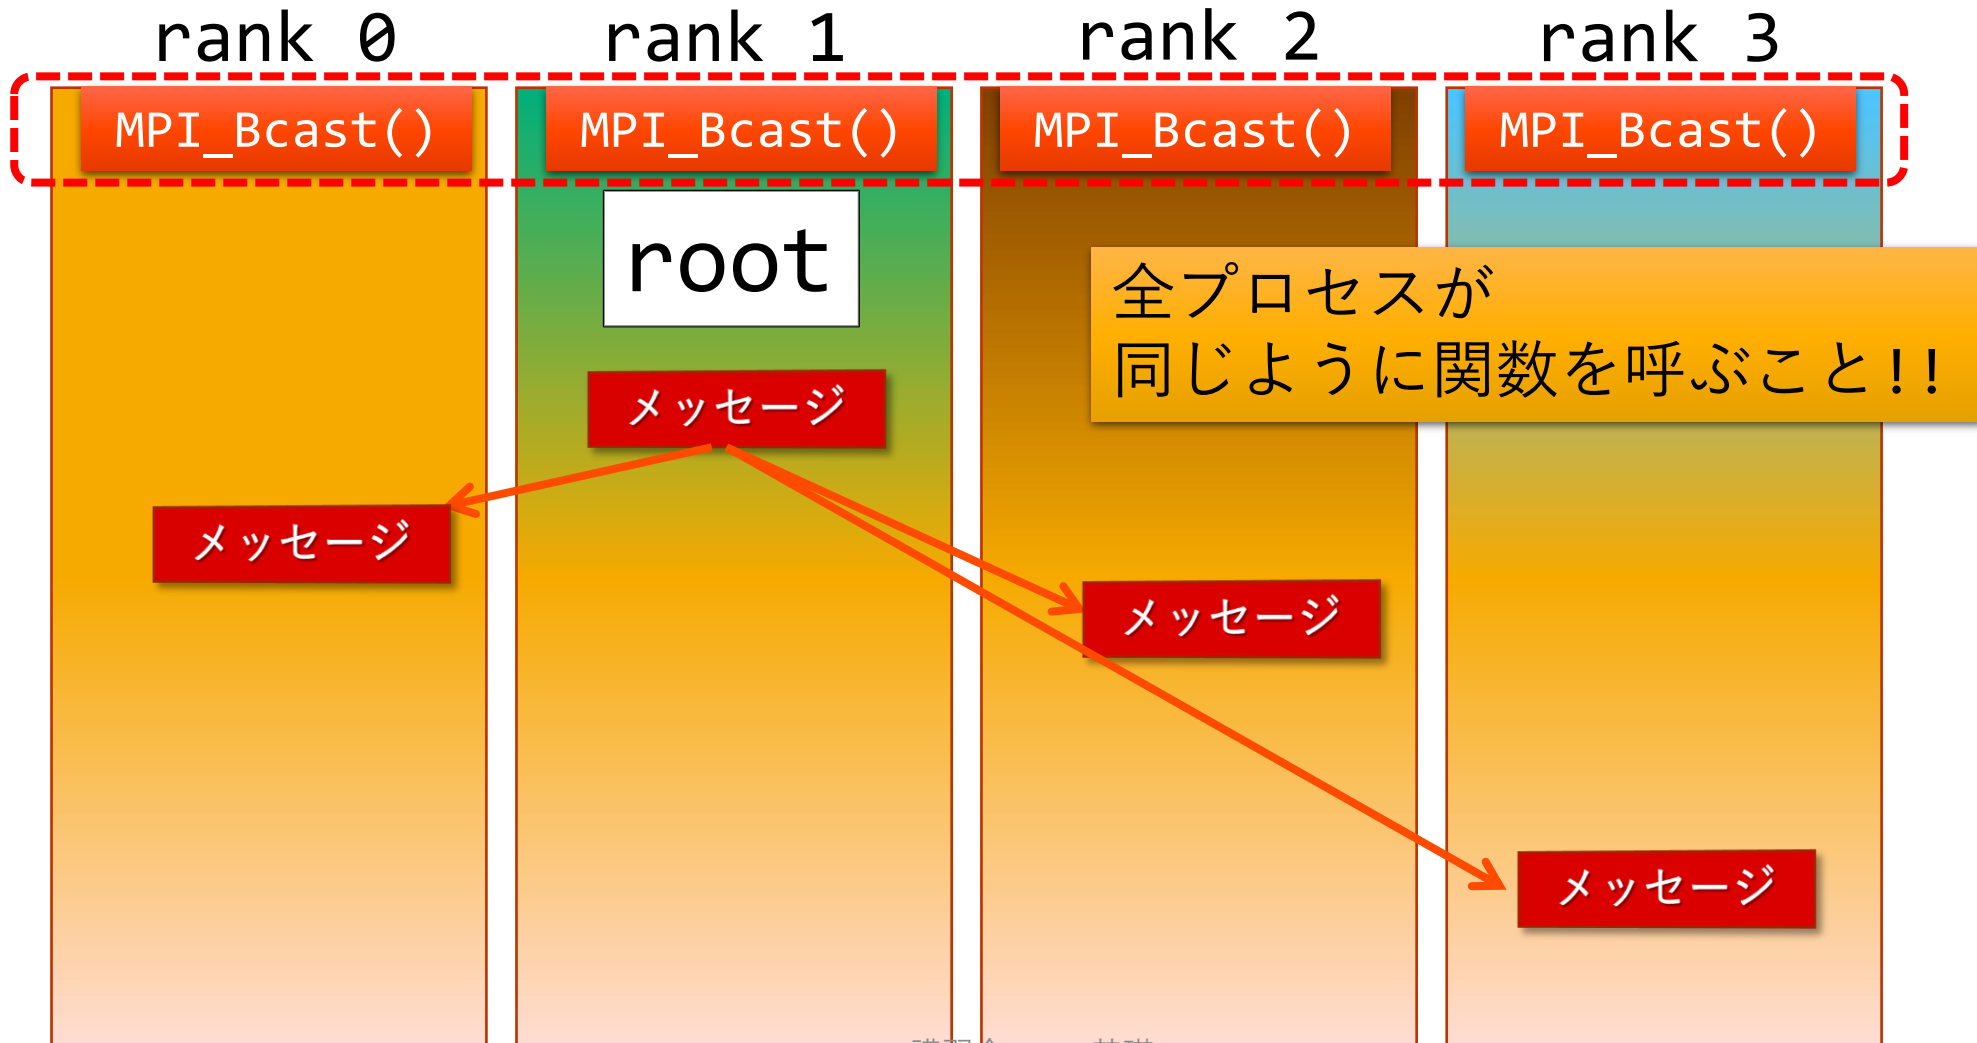 rank 0
rank 1
rank 2
rank 3
MPI_Bcast()
MPI_Bcast()
MPI_Bcast()
MPI_Bcast()
root
全プロセスが
同じように関数を呼ぶこと!!
メッセージ
メッセージ
メッセージ
メッセージ